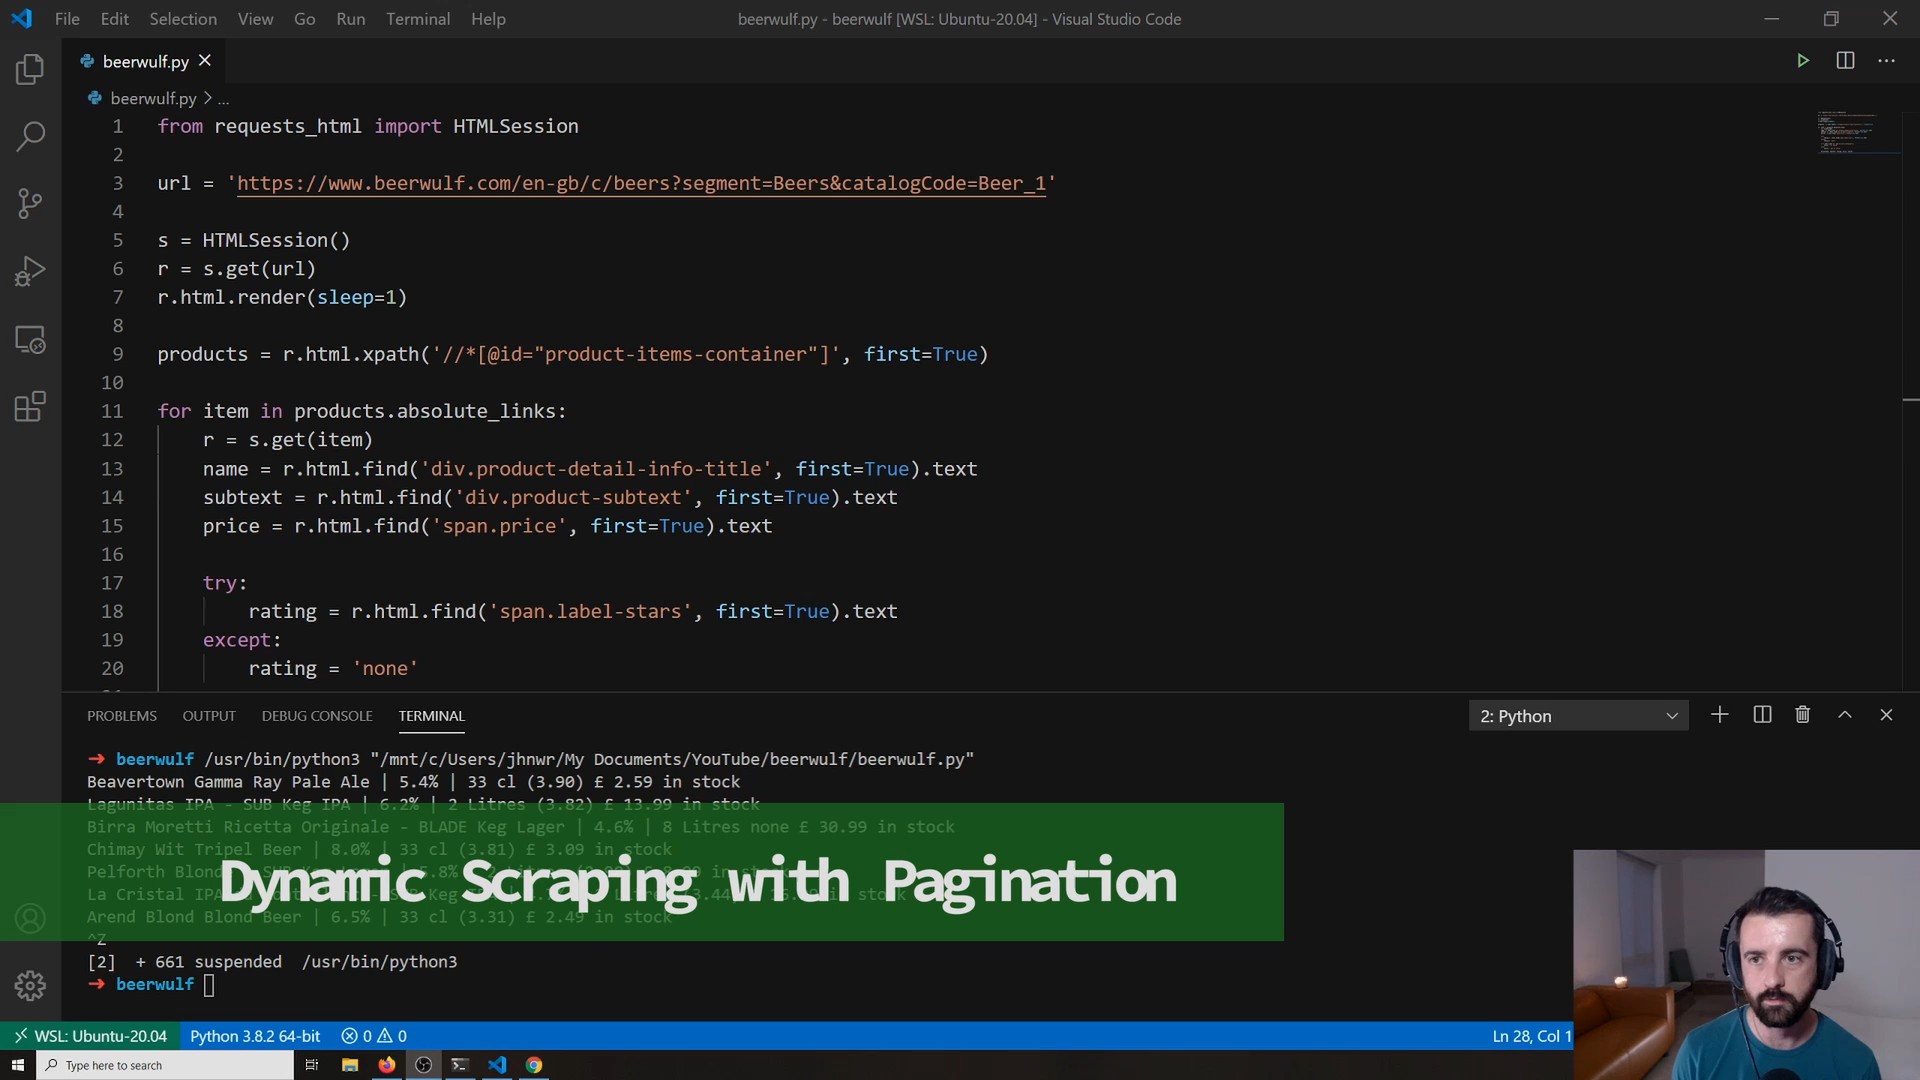 File Edit Selection View Go Run Terminal Help
beerwulf.py - beerwulf [WSL: Ubuntu-20.04] - Visual Studio Code
beerwulf.py
beerwulf.py > ...
1 from requests_html import HTMLSession
2
3 url = 'https://www.beerwulf.com/en-gb/c/beers?segment=Beers&catalogCode=Beer_1'
4
5 s = HTMLSession()
6 r = s.get(url)
7 r.html.render(sleep=1)
8
9 products = r.html.xpath('//*[@id="product-items-container"]', first=True)
10
11 for item in products.absolute_links:
12 r = s.get(item)
13 name = r.html.find('div.product-detail-info-title', first=True).text
14 subtext = r.html.find('div.product-subtext', first=True).text
15 price = r.html.find('span.price', first=True).text
16
17 try:
18 rating = r.html.find('span.label-stars', first=True).text
19 except:
20 rating = 'none'
PROBLEMS OUTPUT DEBUG CONSOLE TERMINAL
2: Python
➜ beerwulf /usr/bin/python3 "/mnt/c/Users/jhnwr/My Documents/YouTube/beerwulf/beerwulf.py"
Beavertown Gamma Ray Pale Ale | 5.4% | 33 cl (3.90) £ 2.59 in stock
Lagunitas IPA - SUB Keg IPA | 6.2% | 2 Litres (3.82) £ 13.99 in stock
Birra Moretti Ricetta Originale - BLADE Keg Lager | 4.6% | 8 Litres none £ 30.99 in stock
Chimay Wit Tripel Beer | 8.0% | 33 cl (3.81) £ 3.09 in stock
Pelforth Blond
La Cristal IPA
Dynamic Scraping with Pagination
Arend Blond Blond Beer | 6.5% | 33 cl (3.31) £ 2.49 in stock
^Z
[2] + 661 suspended /usr/bin/python3
➜ beerwulf
WSL: Ubuntu-20.04 Python 3.8.2 64-bit 0 0 Ln 28, Col 1
Type here to search